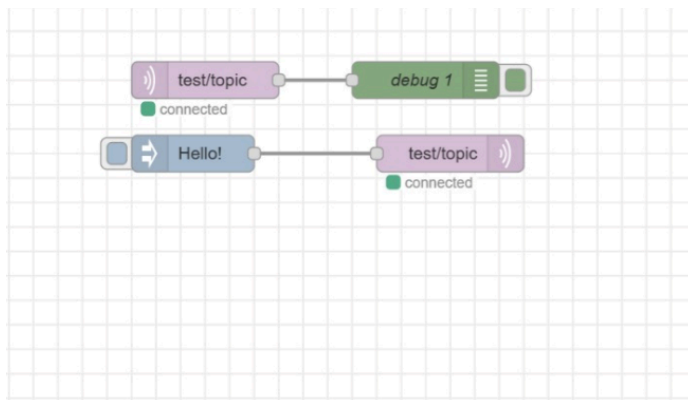 test/topic
debug 1
connected
Hello!
test/topic
connected